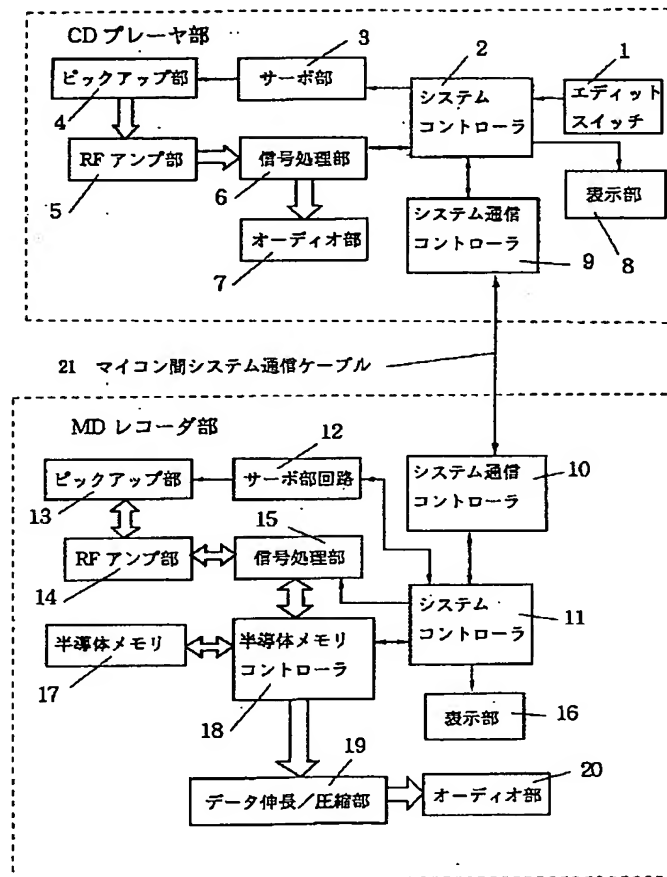 CD プレーヤ部
3
2
1
ピックアップ部
サーボ部
システム
コントローラ
エディット
スイッチ
4
RF アンプ部
信号処理部
5
6
表示部
システム通信
コントローラ
オーディオ部
7
9
8
21 マイコン間システム通信ケーブル
MD レコーダ部
12
ピックアップ部
サーボ部回路
システム通信
コントローラ
10
13
15
RF アンプ部
信号処理部
14
システム
コントローラ
11
半導体メモリ
半導体メモリ
コントローラ
17
18
表示部
16
19
20
データ伸長/圧縮部
オーディオ部